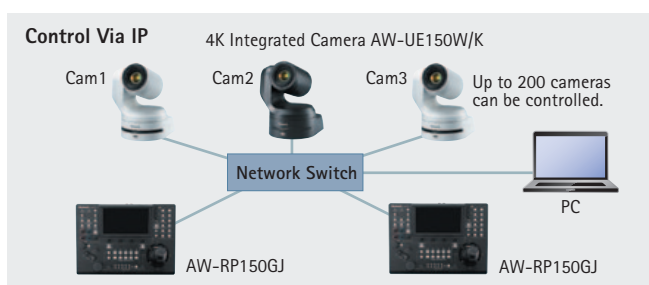 Control Via IP
4K Integrated Camera AW-UE150W/K
Cam1
Cam2
Cam3
Up to 200 cameras
can be controlled.
Network Switch
PC
AW-RP150GJ
AW-RP150GJ